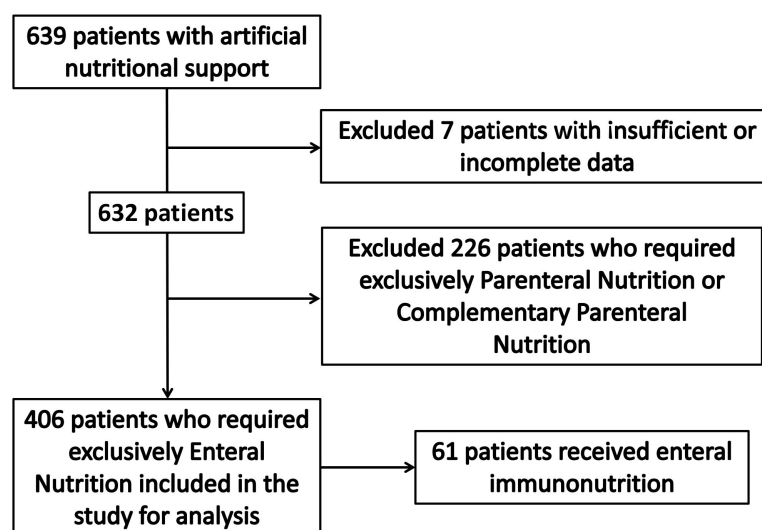 639 patients with artificial
nutritional support
Excluded 7 patients with insufficient or
incomplete data
632 patients
Excluded 226 patients who required
exclusively Parenteral Nutrition or
Complementary Parenteral
Nutrition
406 patients who required
exclusively Enteral
Nutrition included in the
study for analysis
61 patients received enteral
immunonutrition